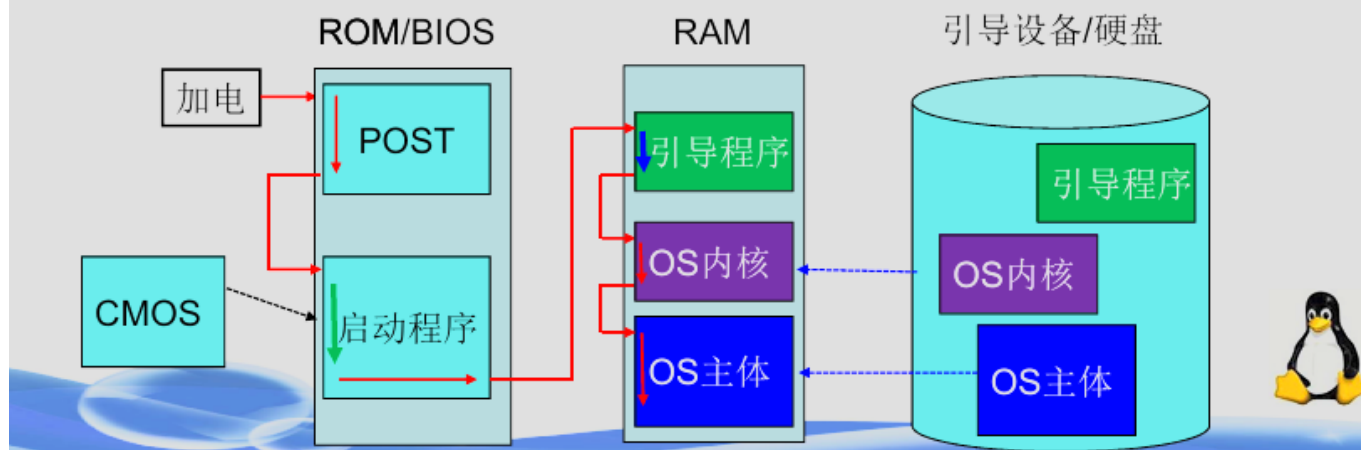 ROM/BIOS
RAM
引导设备/硬盘
加电
POST
CMOS
启动程序
引导程序
OS内核
OS主体
引导程序
OS内核
OS主体